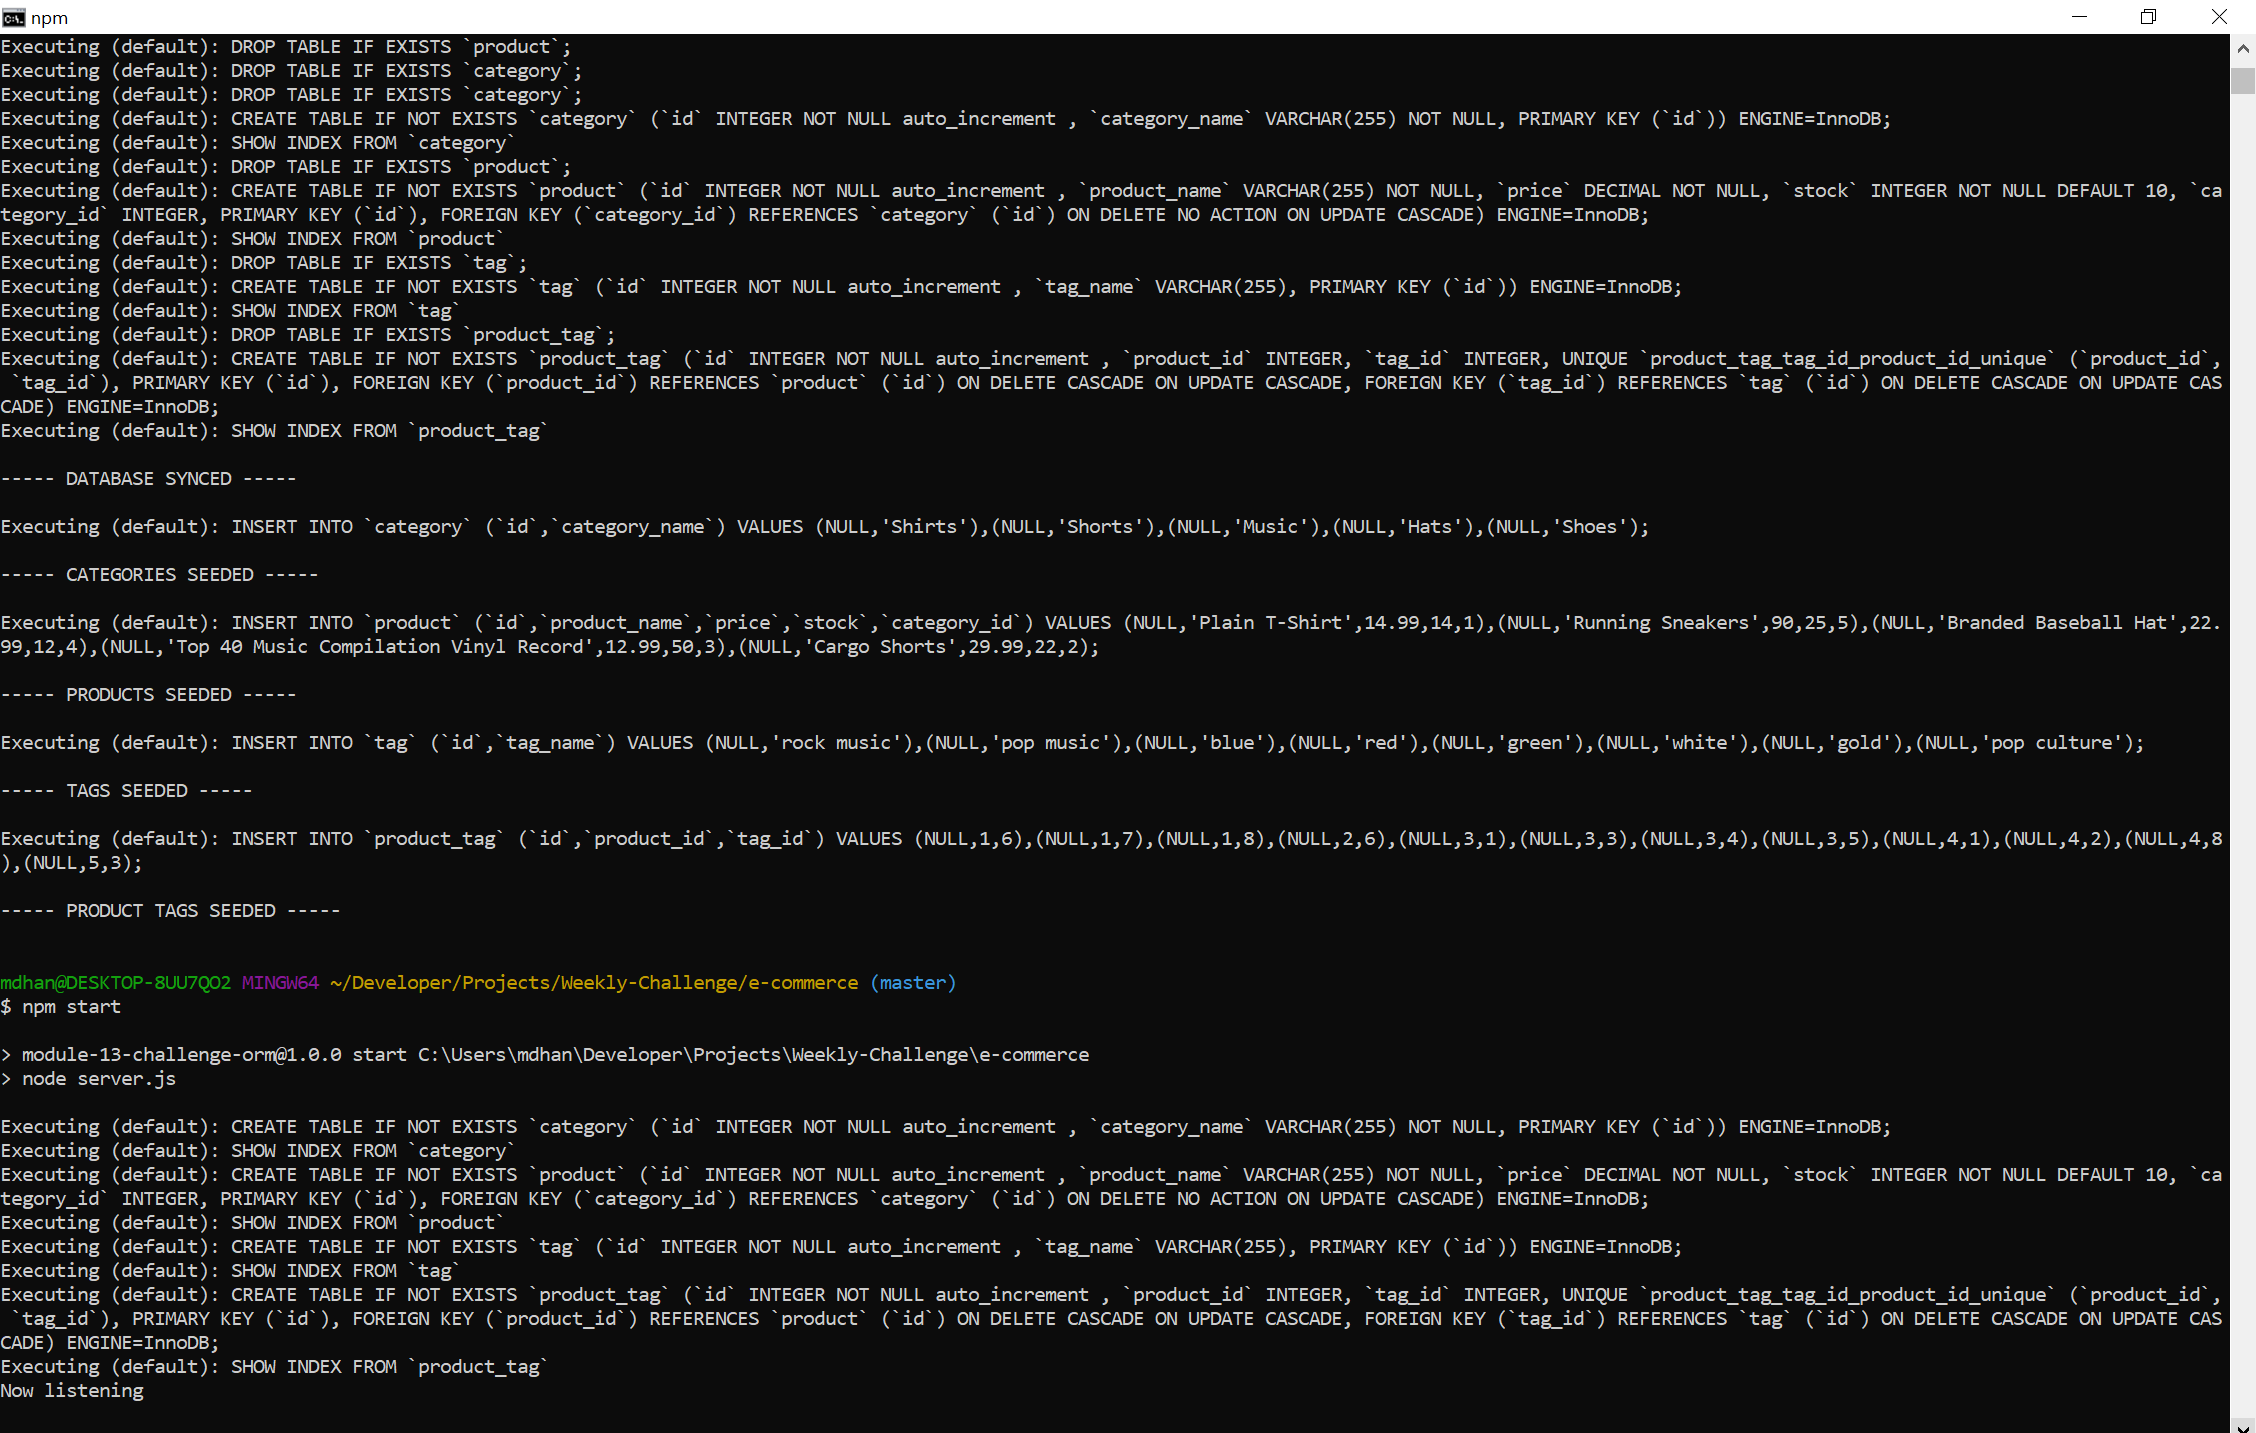 npm
Executing (default): DROP TABLE IF EXISTS `product`;
Executing (default): DROP TABLE IF EXISTS `category`;
Executing (default): DROP TABLE IF EXISTS `category`;
Executing (default): CREATE TABLE IF NOT EXISTS `category` (`id` INTEGER NOT NULL auto_increment , `category_name` VARCHAR(255) NOT NULL, PRIMARY KEY (`id`)) ENGINE=InnoDB;
Executing (default): SHOW INDEX FROM `category`
Executing (default): DROP TABLE IF EXISTS `product`;
Executing (default): CREATE TABLE IF NOT EXISTS `product` (`id` INTEGER NOT NULL auto_increment , `product_name` VARCHAR(255) NOT NULL, `price` DECIMAL NOT NULL, `stock` INTEGER NOT NULL DEFAULT 10, `ca
tegory_id` INTEGER, PRIMARY KEY (`id`), FOREIGN KEY (`category_id`) REFERENCES `category` (`id`) ON DELETE NO ACTION ON UPDATE CASCADE) ENGINE=InnoDB;
Executing (default): SHOW INDEX FROM `product`
Executing (default): DROP TABLE IF EXISTS `tag`;
Executing (default): CREATE TABLE IF NOT EXISTS `tag` (`id` INTEGER NOT NULL auto_increment , `tag_name` VARCHAR(255), PRIMARY KEY (`id`)) ENGINE=InnoDB;
Executing (default): SHOW INDEX FROM `tag`
Executing (default): DROP TABLE IF EXISTS `product_tag`;
Executing (default): CREATE TABLE IF NOT EXISTS `product_tag` (`id` INTEGER NOT NULL auto_increment , `product_id` INTEGER, `tag_id` INTEGER, UNIQUE `product_tag_tag_id_product_id_unique` (`product_id`,
`tag_id`), PRIMARY KEY (`id`), FOREIGN KEY (`product_id`) REFERENCES `product` (`id`) ON DELETE CASCADE ON UPDATE CASCADE, FOREIGN KEY (`tag_id`) REFERENCES `tag` (`id`) ON DELETE CASCADE ON UPDATE CAS
CADE) ENGINE=InnoDB;
Executing (default): SHOW INDEX FROM `product_tag`
----- DATABASE SYNCED -----
Executing (default): INSERT INTO `category` (`id`,`category_name`) VALUES (NULL,'Shirts'),(NULL,'Shorts'),(NULL,'Music'),(NULL,'Hats'),(NULL,'Shoes');
----- CATEGORIES SEEDED -----
Executing (default): INSERT INTO `product` (`id`,`product_name`,`price`,`stock`,`category_id`) VALUES (NULL,'Plain T-Shirt',14.99,14,1),(NULL,'Running Sneakers',90,25,5),(NULL,'Branded Baseball Hat',22.
99,12,4),(NULL,'Top 40 Music Compilation Vinyl Record',12.99,50,3),(NULL,'Cargo Shorts',29.99,22,2);
----- PRODUCTS SEEDED -----
Executing (default): INSERT INTO `tag` (`id`,`tag_name`) VALUES (NULL,'rock music'),(NULL,'pop music'),(NULL,'blue'),(NULL,'red'),(NULL,'green'),(NULL,'white'),(NULL,'gold'),(NULL,'pop culture');
----- TAGS SEEDED -----
Executing (default): INSERT INTO `product_tag` (`id`,`product_id`,`tag_id`) VALUES (NULL,1,6),(NULL,1,7),(NULL,1,8),(NULL,2,6),(NULL,3,1),(NULL,3,3),(NULL,3,4),(NULL,3,5),(NULL,4,1),(NULL,4,2),(NULL,4,8
),(NULL,5,3);
----- PRODUCT TAGS SEEDED -----
mdhan@DESKTOP-8UU7QO2 MINGW64 ~/Developer/Projects/Weekly-Challenge/e-commerce (master)
$ npm start
> module-13-challenge-orm@1.0.0 start C:\Users\mdhan\Developer\Projects\Weekly-Challenge\e-commerce
> node server.js
Executing (default): CREATE TABLE IF NOT EXISTS `category` (`id` INTEGER NOT NULL auto_increment , `category_name` VARCHAR(255) NOT NULL, PRIMARY KEY (`id`)) ENGINE=InnoDB;
Executing (default): SHOW INDEX FROM `category`
Executing (default): CREATE TABLE IF NOT EXISTS `product` (`id` INTEGER NOT NULL auto_increment , `product_name` VARCHAR(255) NOT NULL, `price` DECIMAL NOT NULL, `stock` INTEGER NOT NULL DEFAULT 10, `ca
tegory_id` INTEGER, PRIMARY KEY (`id`), FOREIGN KEY (`category_id`) REFERENCES `category` (`id`) ON DELETE NO ACTION ON UPDATE CASCADE) ENGINE=InnoDB;
Executing (default): SHOW INDEX FROM `product`
Executing (default): CREATE TABLE IF NOT EXISTS `tag` (`id` INTEGER NOT NULL auto_increment , `tag_name` VARCHAR(255), PRIMARY KEY (`id`)) ENGINE=InnoDB;
Executing (default): SHOW INDEX FROM `tag`
Executing (default): CREATE TABLE IF NOT EXISTS `product_tag` (`id` INTEGER NOT NULL auto_increment , `product_id` INTEGER, `tag_id` INTEGER, UNIQUE `product_tag_tag_id_product_id_unique` (`product_id`,
`tag_id`), PRIMARY KEY (`id`), FOREIGN KEY (`product_id`) REFERENCES `product` (`id`) ON DELETE CASCADE ON UPDATE CASCADE, FOREIGN KEY (`tag_id`) REFERENCES `tag` (`id`) ON DELETE CASCADE ON UPDATE CAS
CADE) ENGINE=InnoDB;
Executing (default): SHOW INDEX FROM `product_tag`
Now listening